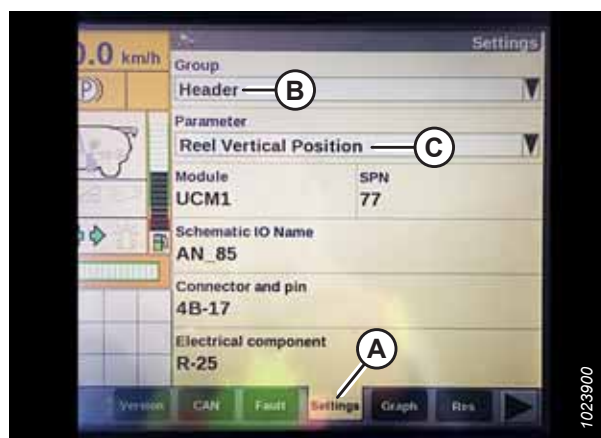 0.0 km/h
Settings
(P)
Group
Header
B
Parameter
Reel Vertical Position
C
Module
SPN
UCM1
77
Schematic IO Name
AN_85
Connector and pin
4B-17
Electrical component
R-25
A
Version
CAN
Fault
Settings
Graph
Res
1023900